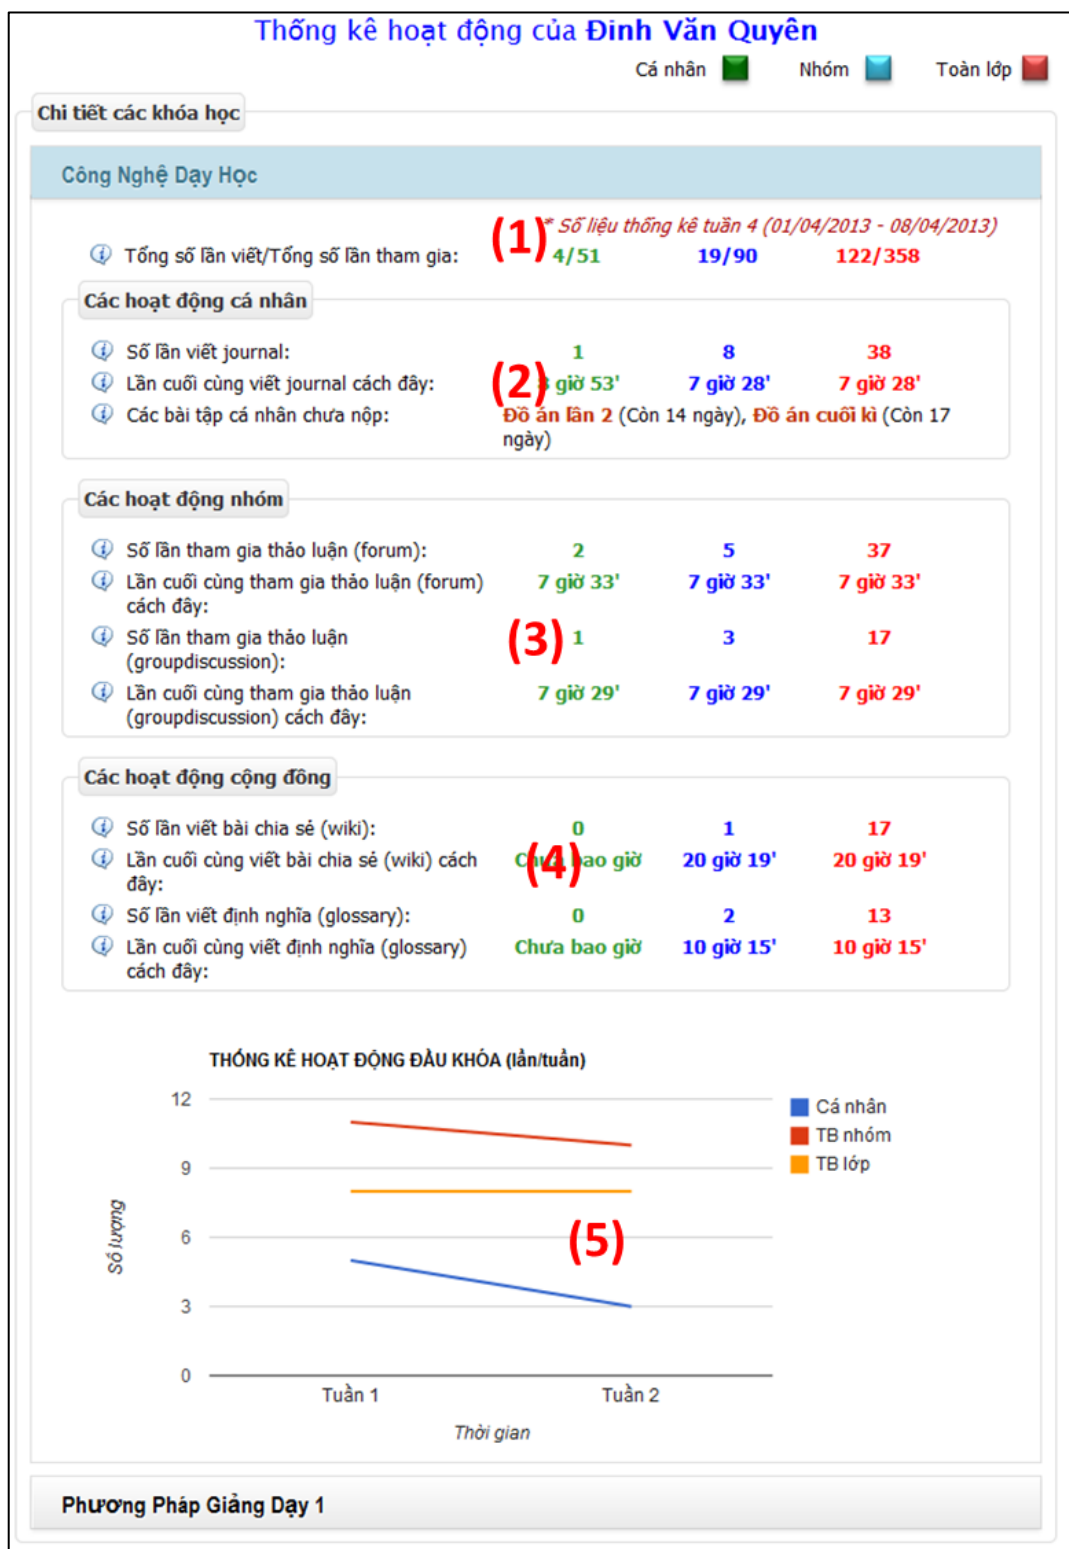 Thống kê hoạt động của Đinh Văn Quyên
Cá nhân Nhóm Toàn lớp
Chi tiết các khóa học
Công Nghệ Dạy Học
(1)
* Số liệu thống kê tuần 4 (01/04/2013 - 08/04/2013)
Tổng số lần viết/Tổng số lần tham gia: 4/51 19/90 122/358
Các hoạt động cá nhân
Số lần viết journal: 1 8 38
Lần cuối cùng viết journal cách đây: (2) giờ 53' 7 giờ 28' 7 giờ 28'
Các bài tập cá nhân chưa nộp: Đồ án lần 2 (Còn 14 ngày), Đồ án cuối kì (Còn 17
ngày)
Các hoạt động nhóm
Số lần tham gia thảo luận (forum): 2 5 37
Lần cuối cùng tham gia thảo luận (forum) 7 giờ 33' 7 giờ 33' 7 giờ 33'
cách đây:
Số lần tham gia thảo luận (3) 1 3 17
(groupdiscussion):
Lần cuối cùng tham gia thảo luận 7 giờ 29' 7 giờ 29' 7 giờ 29'
(groupdiscussion) cách đây:
Các hoạt động cộng đồng
Số lần viết bài chia sẻ (wiki): 0 1 17
Lần cuối cùng viết bài chia sẻ (wiki) cách Chưa bao giờ 20 giờ 19' 20 giờ 19'
(4)
đây:
Số lần viết định nghĩa (glossary): 0 2 13
Lần cuối cùng viết định nghĩa (glossary) Chưa bao giờ 10 giờ 15' 10 giờ 15'
cách đây:
THỐNG KÊ HOẠT ĐỘNG ĐẦU KHÓA (lần/tuần)
12
9
6
3
0
Số lượng
(5)
Cá nhân
TB nhóm
TB lớp
Tuần 1 Tuần 2
Thời gian
Phương Pháp Giảng Dạy 1